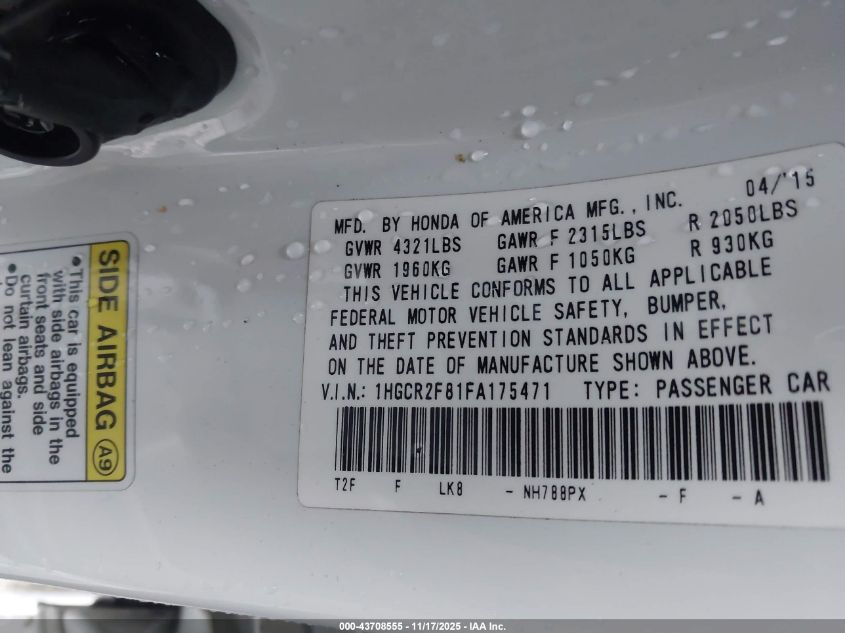 04/'15
MFD. BY HONDA OF AMERICA MFG., INC.
GVWR 4321LBS GAWR F 2315LBS R 2050LBS
GVWR 1960KG GAWR F 1050KG R 930KG
THIS VEHICLE CONFORMS TO ALL APPLICABLE
FEDERAL MOTOR VEHICLE SAFETY, BUMPER,
AND THEFT PREVENTION STANDARDS IN EFFECT
ON THE DATE OF MANUFACTURE SHOWN ABOVE.
V.I.N.: 1HGCR2F81FA175471 TYPE: PASSENGER CAR
T2F F LK8 - NH788PX - F - A
SIDE AIRBAG A9
•This car is equipped
with side airbags in the
front seats and side
curtain airbags.
•Do not lean against the
000-43708555 - 11/17/2025 - IAA Inc.